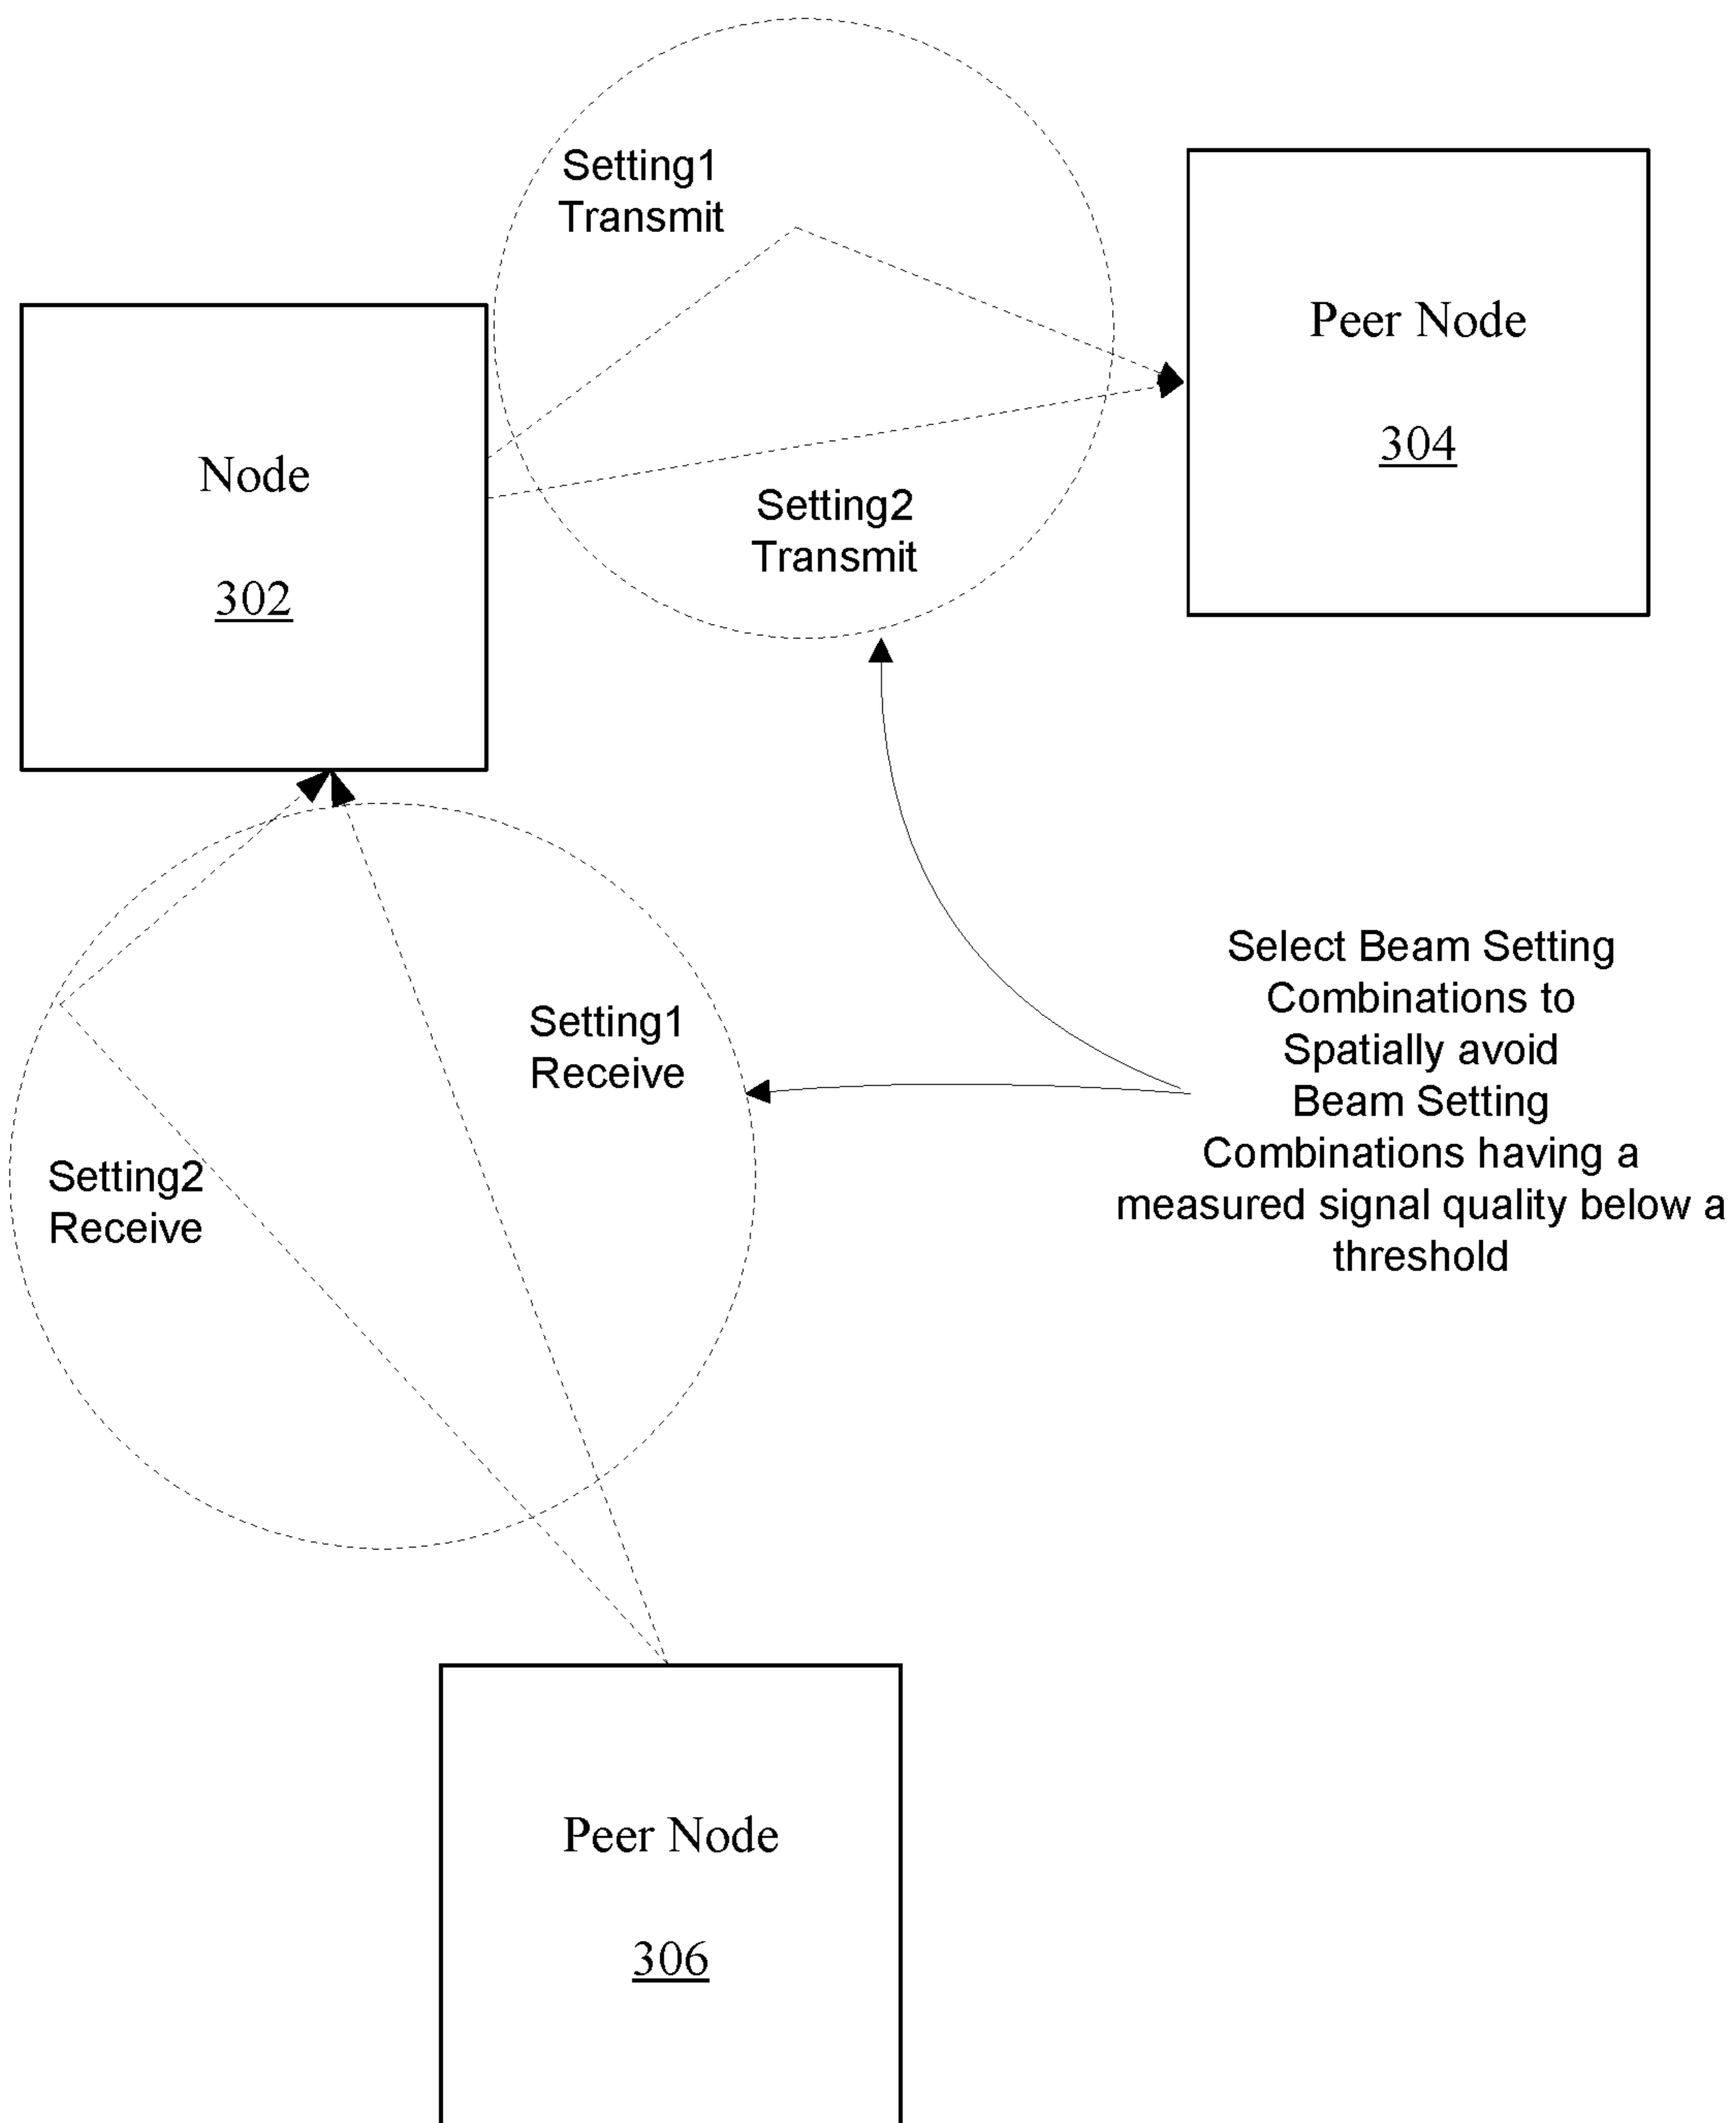 Setting1
Transmit
Peer Node
304
Node
302
Setting2
Transmit
Select Beam Setting
Combinations to
Spatially avoid
Beam Setting
Combinations having a
measured signal quality below a
threshold
Setting1
Receive
Setting2
Receive
Peer Node
306